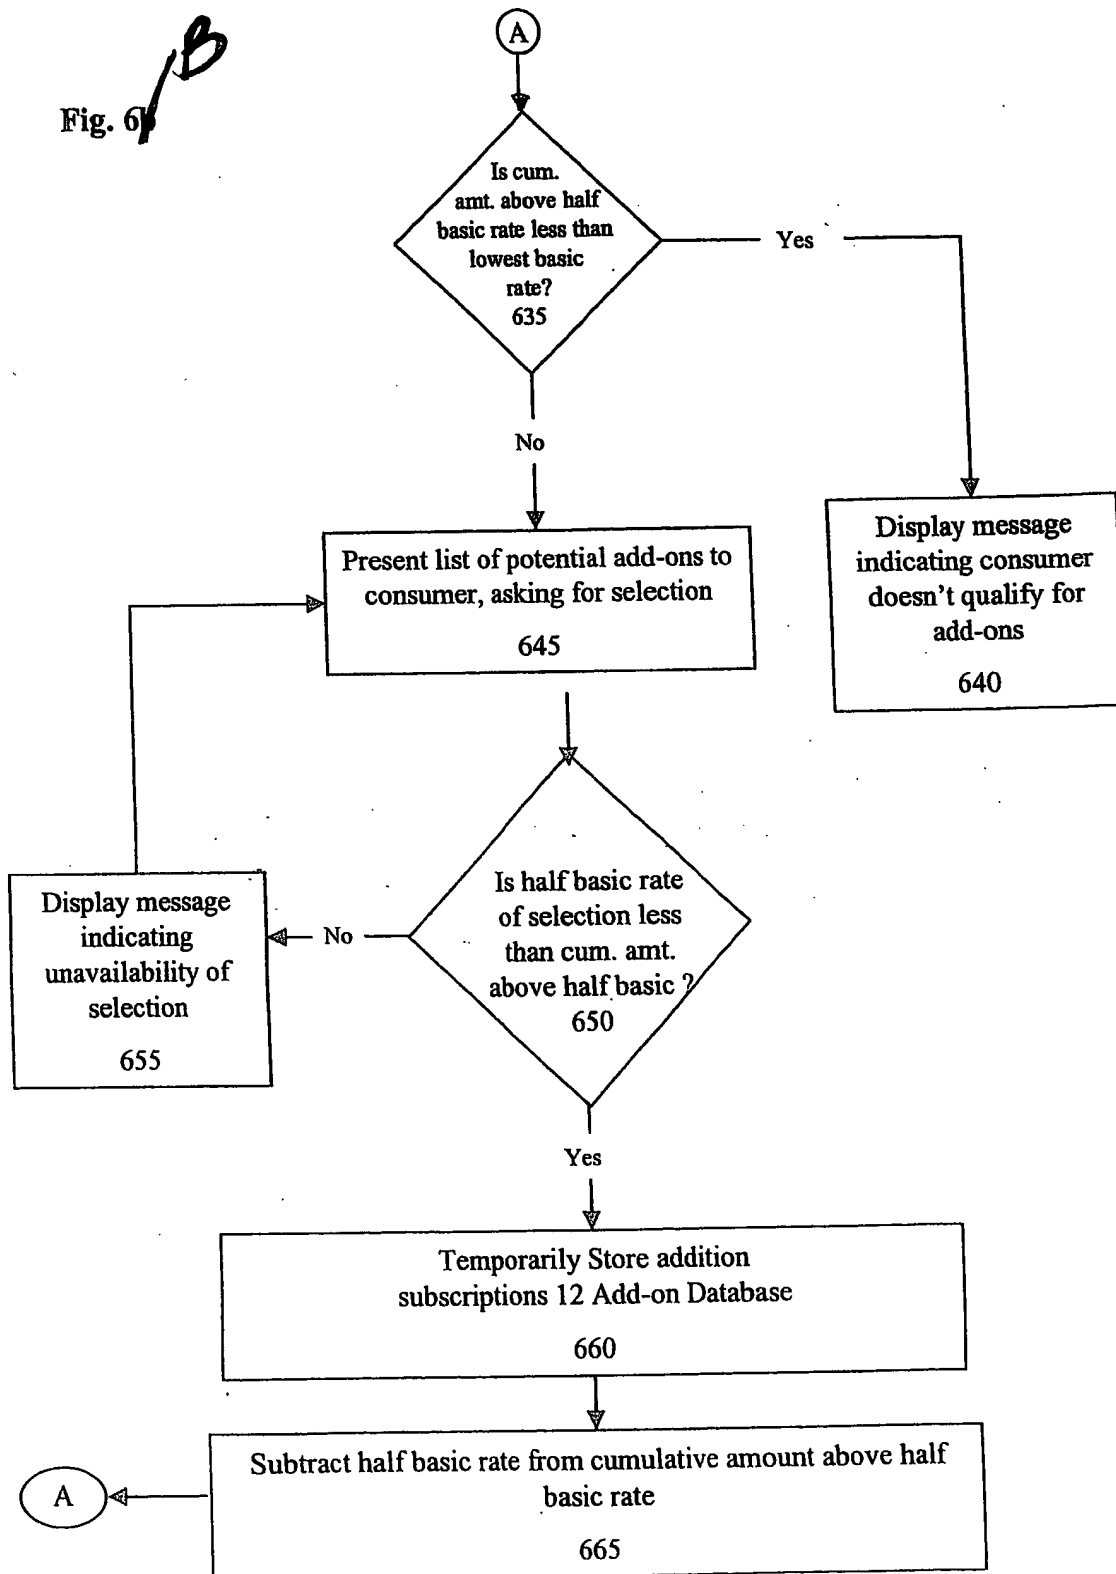 B
Fig. 6
A
Is cum.
amt. above half
basic rate less than
lowest basic
rate?
635
Yes
No
Present list of potential add-ons to
consumer, asking for selection
645
Display message
indicating consumer
doesn't qualify for
add-ons
640
Is half basic rate
of selection less
than cum. amt.
above half basic ?
650
No
Display message
indicating
unavailability of
selection
655
Yes
Temporarily Store addition
subscriptions 12 Add-on Database
660
Subtract half basic rate from cumulative amount above half
basic rate
665
A